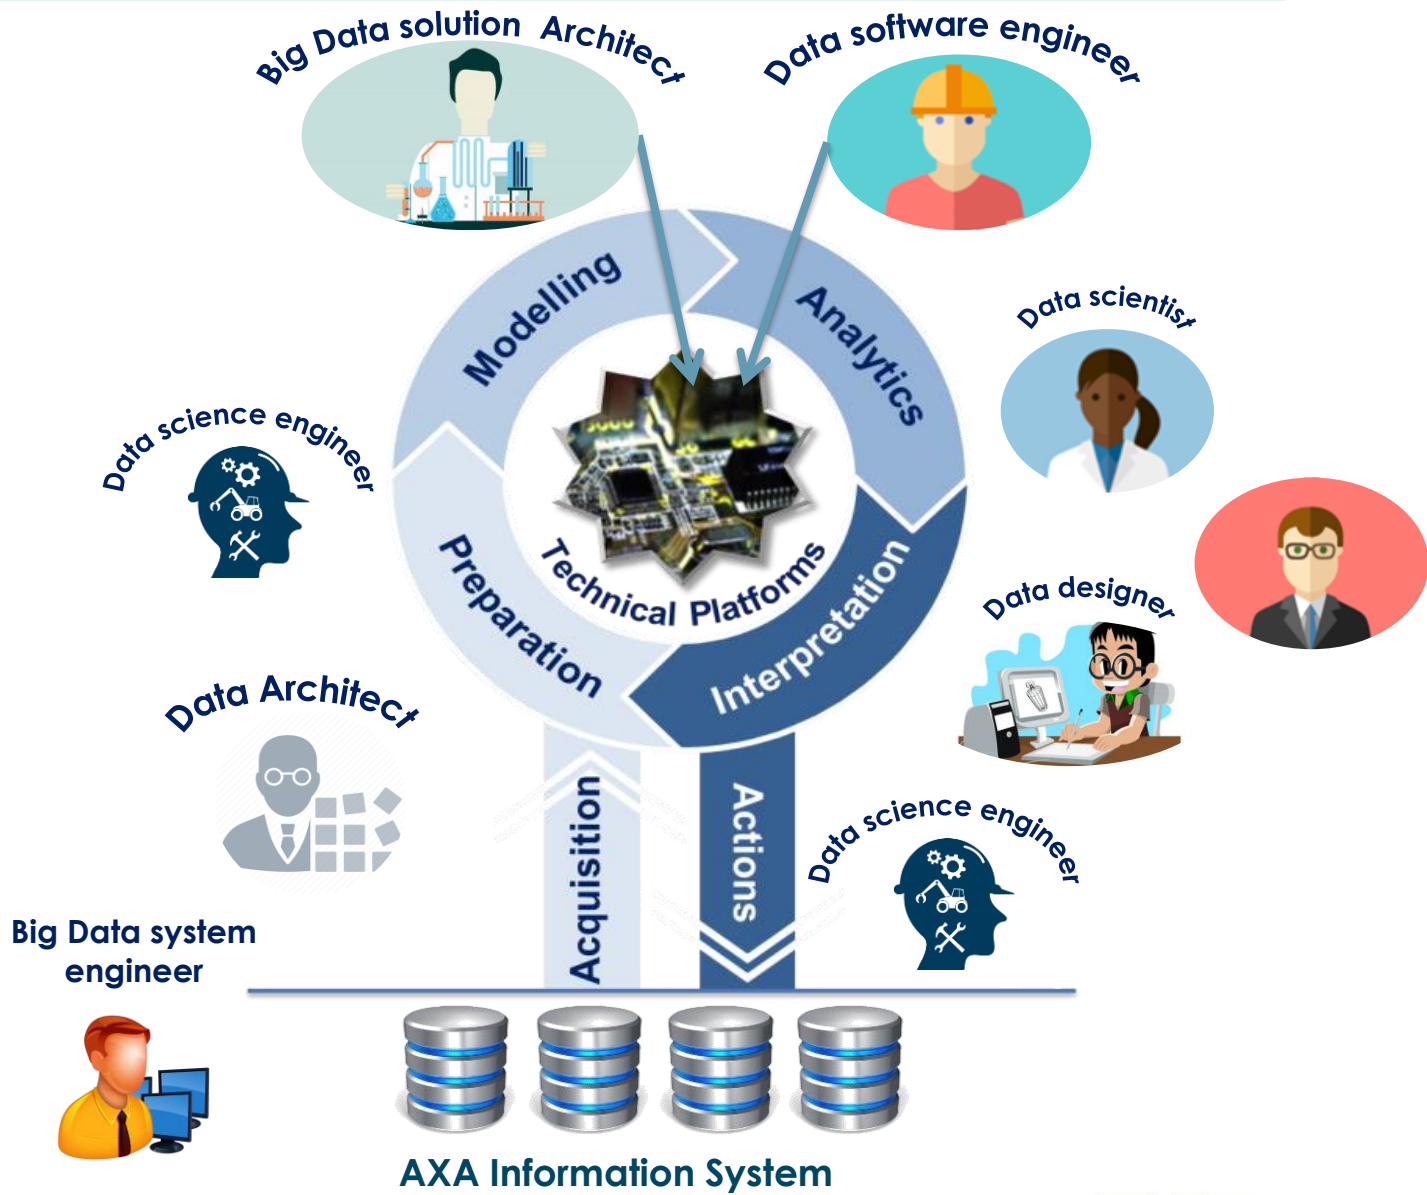 Big Data solution Architect
Data software engineer
Modelling
Analytics
Data scientist
Data science engineer
Technical Platforms
Preparation
Interpretation
Data designer
Data Architect
Acquisition
Actions
Data science engineer
Big Data system
engineer
AXA Information System